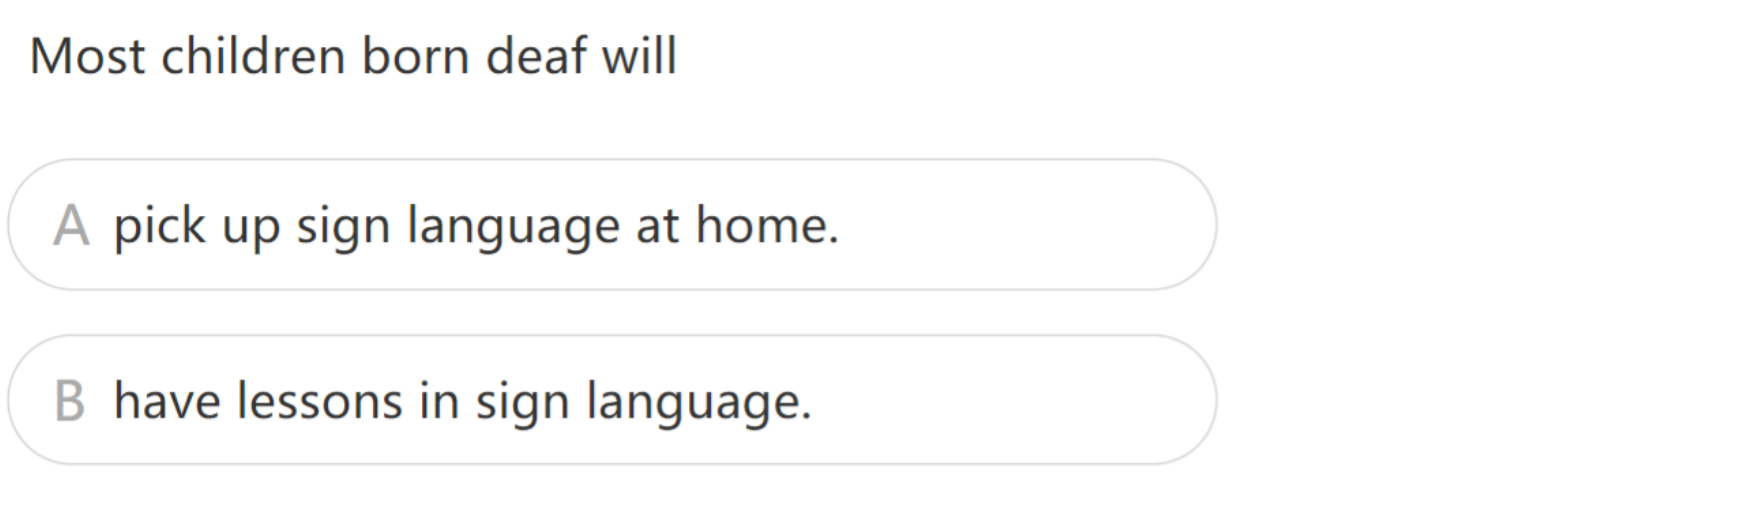 Most children born deaf will
A pick up sign language at home.
B have lessons in sign language.